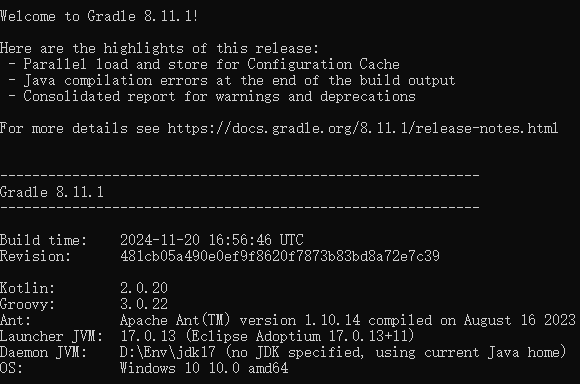 Welcome to Gradle 8.11.1!
Here are the highlights of this release:
 - Parallel load and store for Configuration Cache
 - Java compilation errors at the end of the build output
 - Consolidated report for warnings and deprecations
For more details see https://docs.gradle.org/8.11.1/release-notes.html
------------------------------------------------------------
Gradle 8.11.1
------------------------------------------------------------
Build time:    2024-11-20 16:56:46 UTC
Revision:      481cb05a490e0ef9f8620f7873b83bd8a72e7c39
Kotlin:        2.0.20
Groovy:        3.0.22
Ant:           Apache Ant(TM) version 1.10.14 compiled on August 16 2023
Launcher JVM:  17.0.13 (Eclipse Adoptium 17.0.13+11)
Daemon JVM:    D:\Env\jdk17 (no JDK specified, using current Java home)
OS:            Windows 10 10.0 amd64